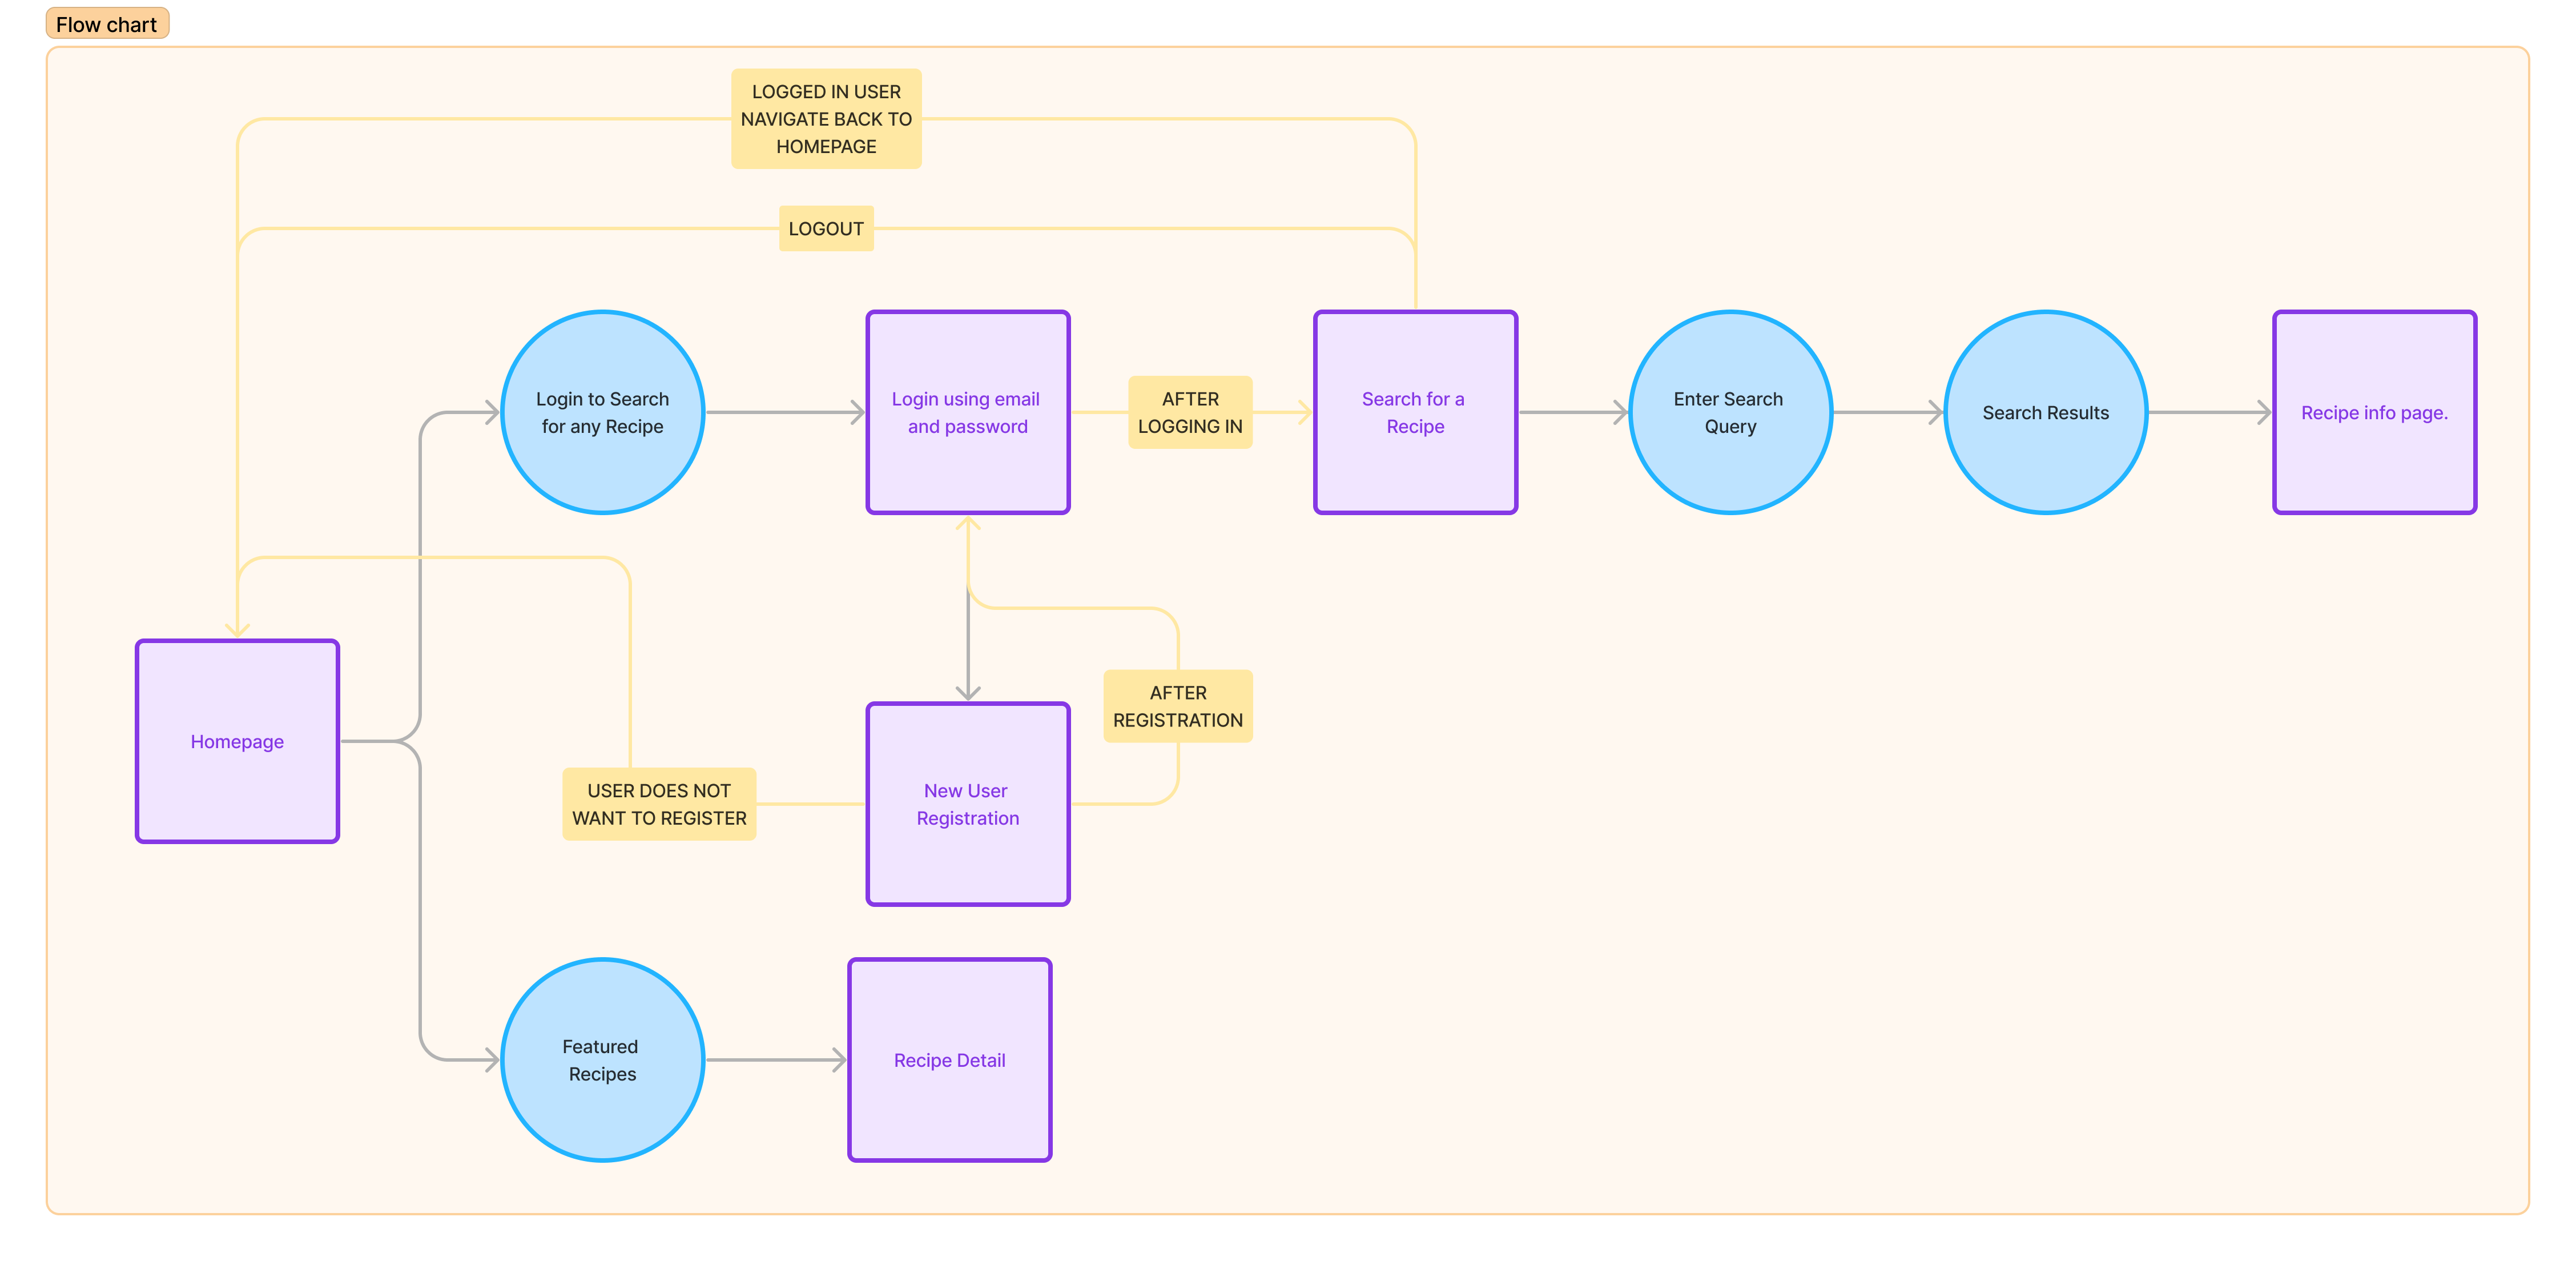 Flow chart
LOGGED IN USER
NAVIGATE BACK TO
HOMEPAGE
LOGOUT
Login to Search
for any Recipe
Login using email
and password
AFTER
LOGGING IN
Search for a
Recipe
Enter Search
Query
Search Results
Recipe info page.
Homepage
USER DOES NOT
WANT TO REGISTER
New User
Registration
AFTER
REGISTRATION
Featured
Recipes
Recipe Detail